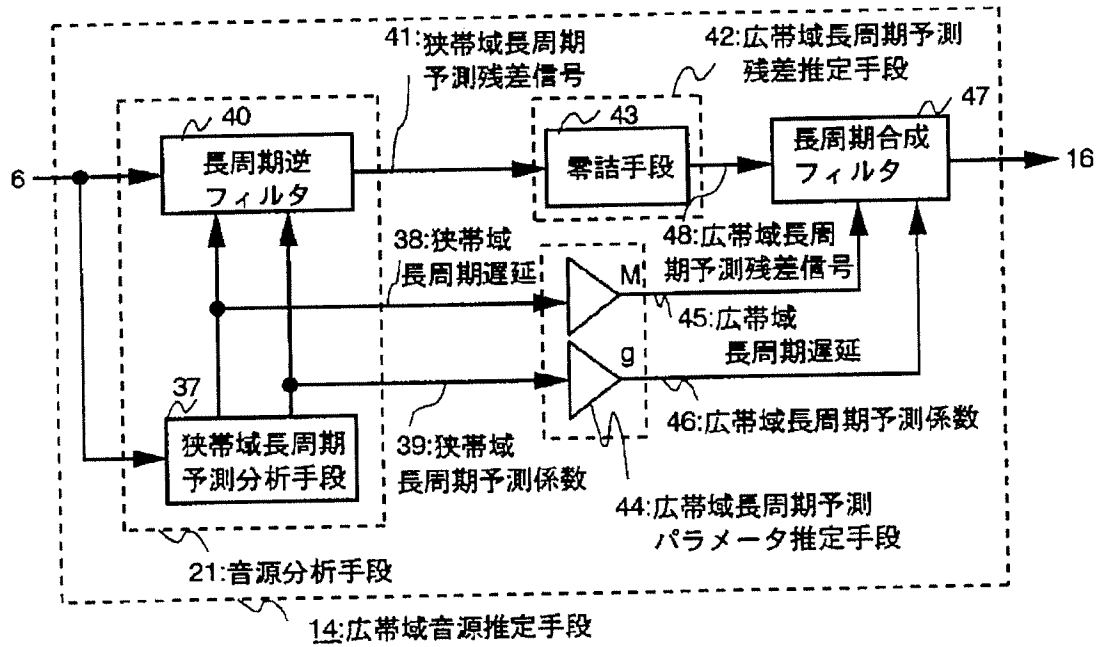 41:狭帯域長周期
予測残差信号
42:広帯域長周期予測
残差推定手段
40
43
47
6
長周期逆
フィルタ
零詰手段
長周期合成
フィルタ
16
38:狭帯域
長周期遅延
48:広帯域長周
期予測残差信号
M
45:広帯域
長周期遅延
g
37
狭帯域長周期
予測分析手段
39:狭帯域
長周期予測係数
46:広帯域長周期予測係数
44:広帯域長周期予測
パラメータ推定手段
21:音源分析手段
14:広帯域音源推定手段